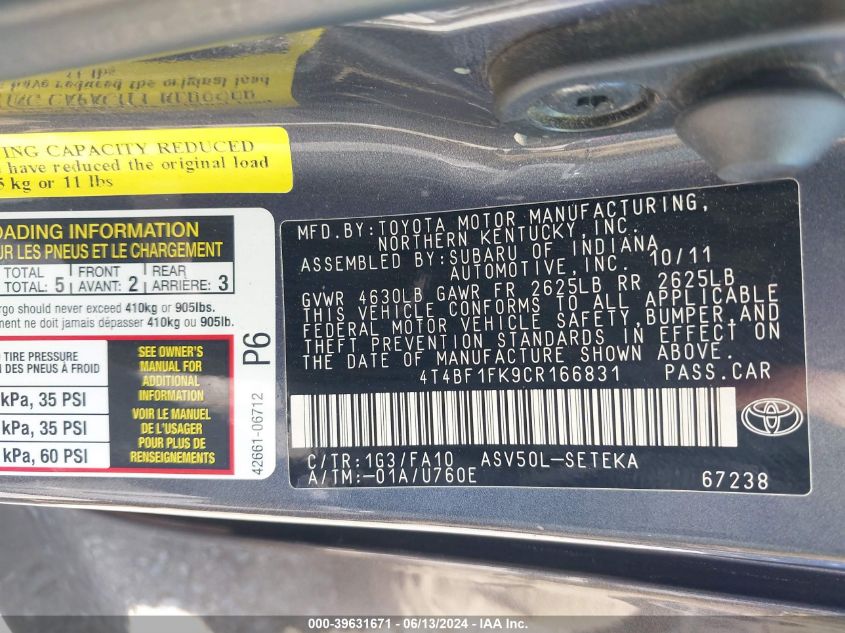 ING CAPACITY REDUCED
have reduced the original load
5 kg or 11 lbs
OADING INFORMATION
UR LES PNEUS ET LE CHARGEMENT
TOTAL FRONT REAR
TOTAL: 5 AVANT: 2 ARRIÈRE: 3
rgo should never exceed 410kg or 905lbs.
ment ne doit jamais dépasser 410kg ou 905lb.
TIRE PRESSURE
DES PNEUS À FROID
kPa, 35 PSI
kPa, 35 PSI
kPa, 60 PSI
SEE OWNER'S
MANUAL FOR
ADDITIONAL
INFORMATION
VOIR LE MANUEL
DE L'USAGER
POUR PLUS DE
RENSEIGNEMENTS
P6
42661-06712
MFD. BY: TOYOTA MOTOR MANUFACTURING,
NORTHERN KENTUCKY, INC.
ASSEMBLED BY: SUBARU OF INDIANA
AUTOMOTIVE, INC. 10/11
GVWR 4630LB GAWR FR 2625LB RR 2625LB
THIS VEHICLE CONFORMS TO ALL APPLICABLE
FEDERAL MOTOR VEHICLE SAFETY, BUMPER, AND
THEFT PREVENTION STANDARDS IN EFFECT ON
THE DATE OF MANUFACTURE SHOWN ABOVE.
4T4BF1FK9CR166831 PASS.CAR
C/TR: 1G3/FA10 ASV50L-SETEKA
A/TM: -01A/U760E
67238
TOYOTA
000-39631671 - 06/13/2024 - IAA, Inc.